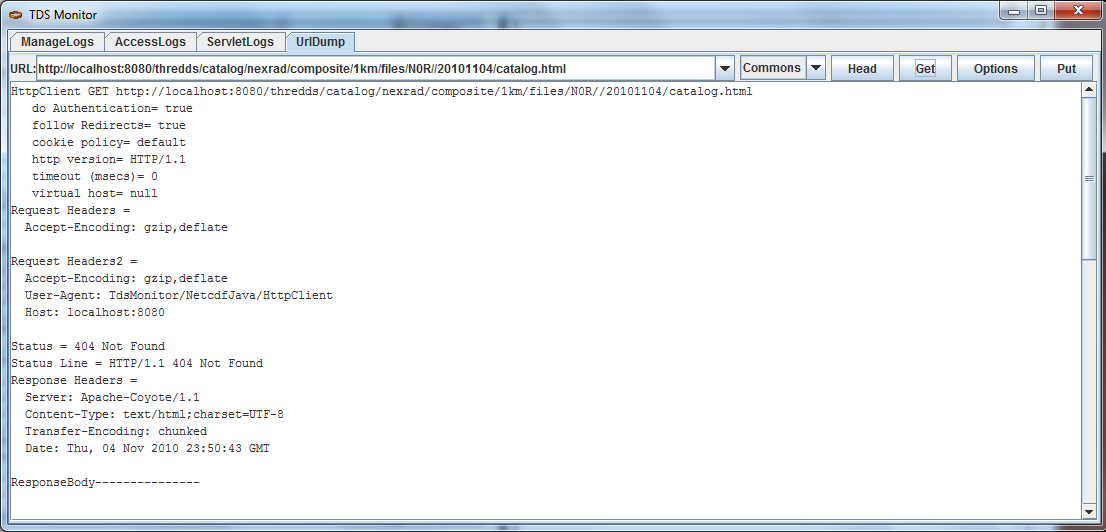 TDS Monitor
ManageLogs AccessLogs ServletLogs UrlDump
URL: http://localhost:8080/thredds/catalog/nexrad/composite/1km/files/N0R//20101104/catalog.html Commons Head Get Options Put
HttpClient GET http://localhost:8080/thredds/catalog/nexrad/composite/1km/files/N0R//20101104/catalog.html
do Authentication= true
follow Redirects= true
cookie policy= default
http version= HTTP/1.1
timeout (msecs)= 0
virtual host= null
Request Headers =
Accept-Encoding: gzip,deflate
Request Headers2 =
Accept-Encoding: gzip,deflate
User-Agent: TdsMonitor/NetcdfJava/HttpClient
Host: localhost:8080
Status = 404 Not Found
Status Line = HTTP/1.1 404 Not Found
Response Headers =
Server: Apache-Coyote/1.1
Content-Type: text/html;charset=UTF-8
Transfer-Encoding: chunked
Date: Thu, 04 Nov 2010 23:50:43 GMT
ResponseBody---------------